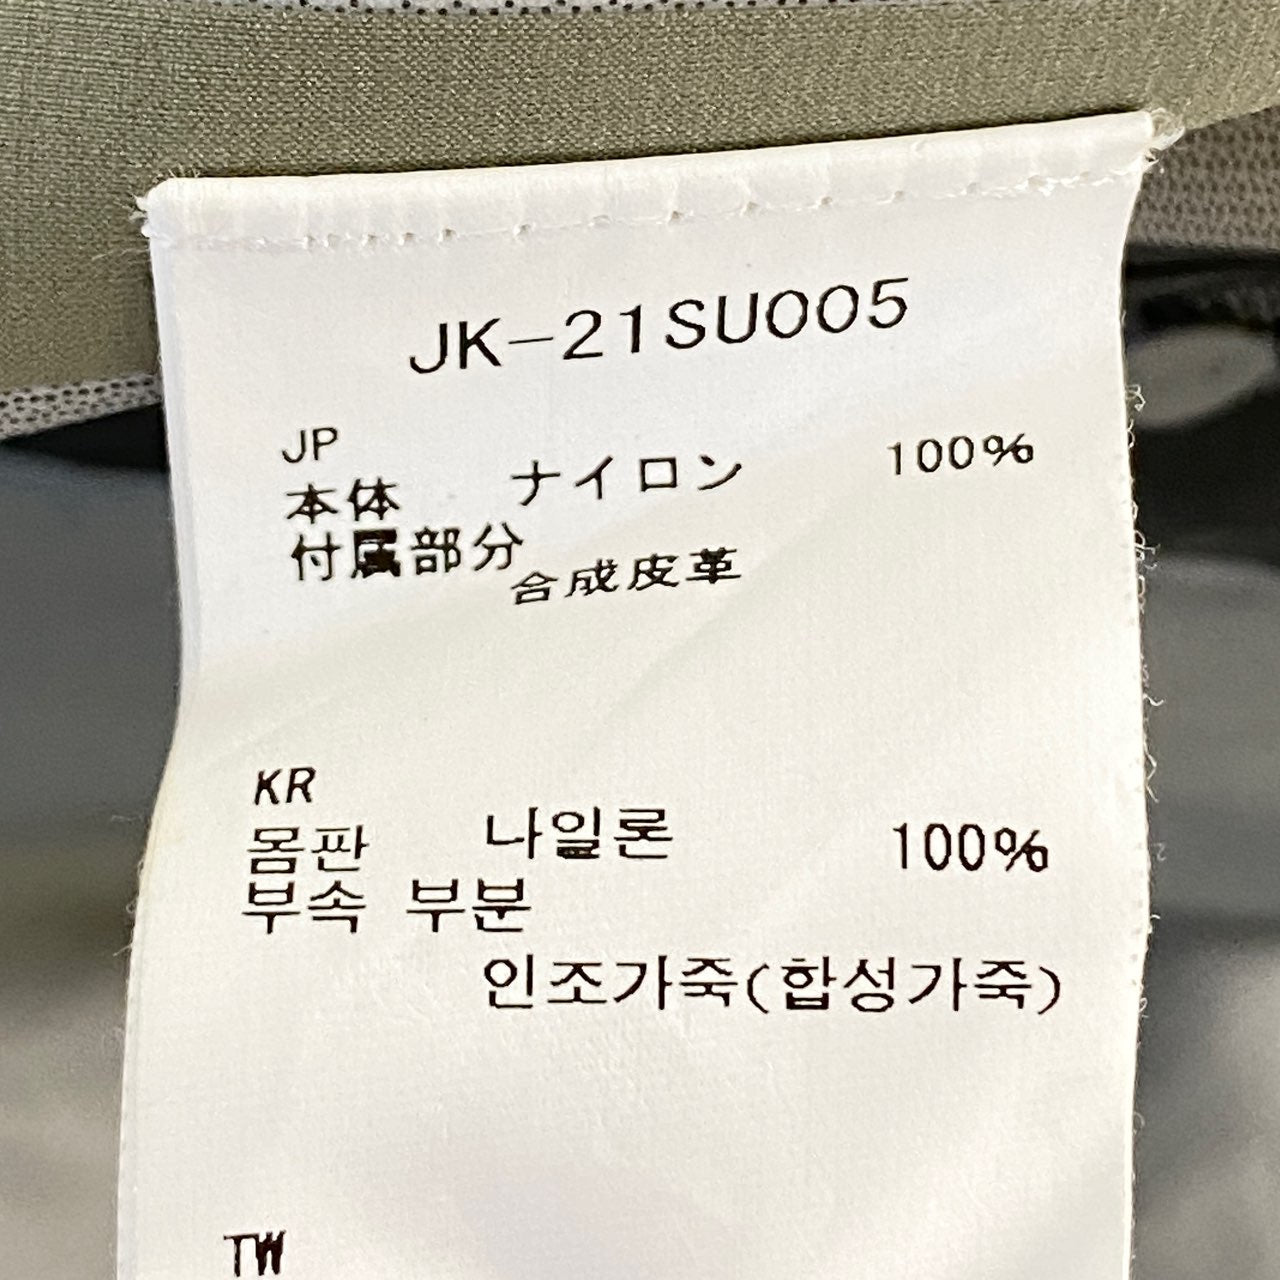 JK-21SU005
JP
本体 ナイロン 100%
付属部分
合成皮革
KR
몸판 나일론 100%
부속 부분
인조가죽(합성가죽)
TW